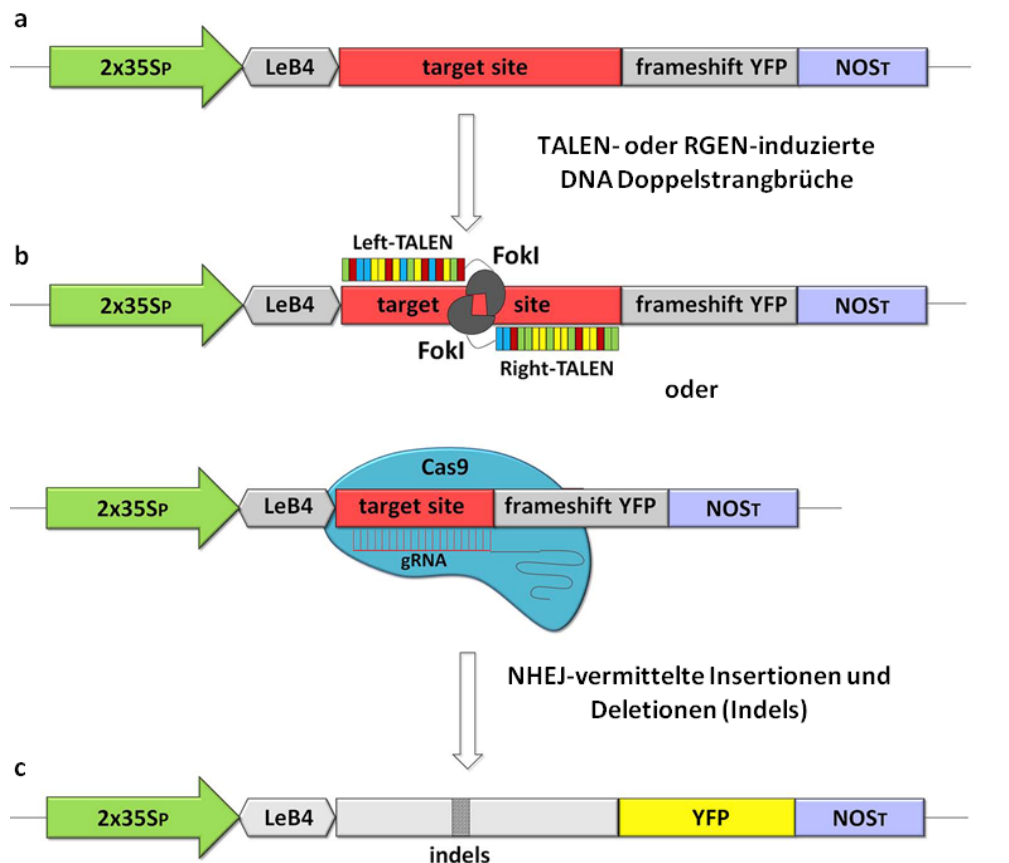 a
2x35SP LeB4 target site frameshift YFP NOST
TALEN- oder RGEN-induzierte
DNA Doppelstrangbrüche
b
Left-TALEN
FokI
2x35SP LeB4 target site frameshift YFP NOST
FokI
Right-TALEN
oder
Cas9
2x35SP LeB4 target site frameshift YFP NOST
gRNA
NHEJ-vermittelte Insertionen und
Deletionen (Indels)
c
2x35SP LeB4 YFP NOST
indels